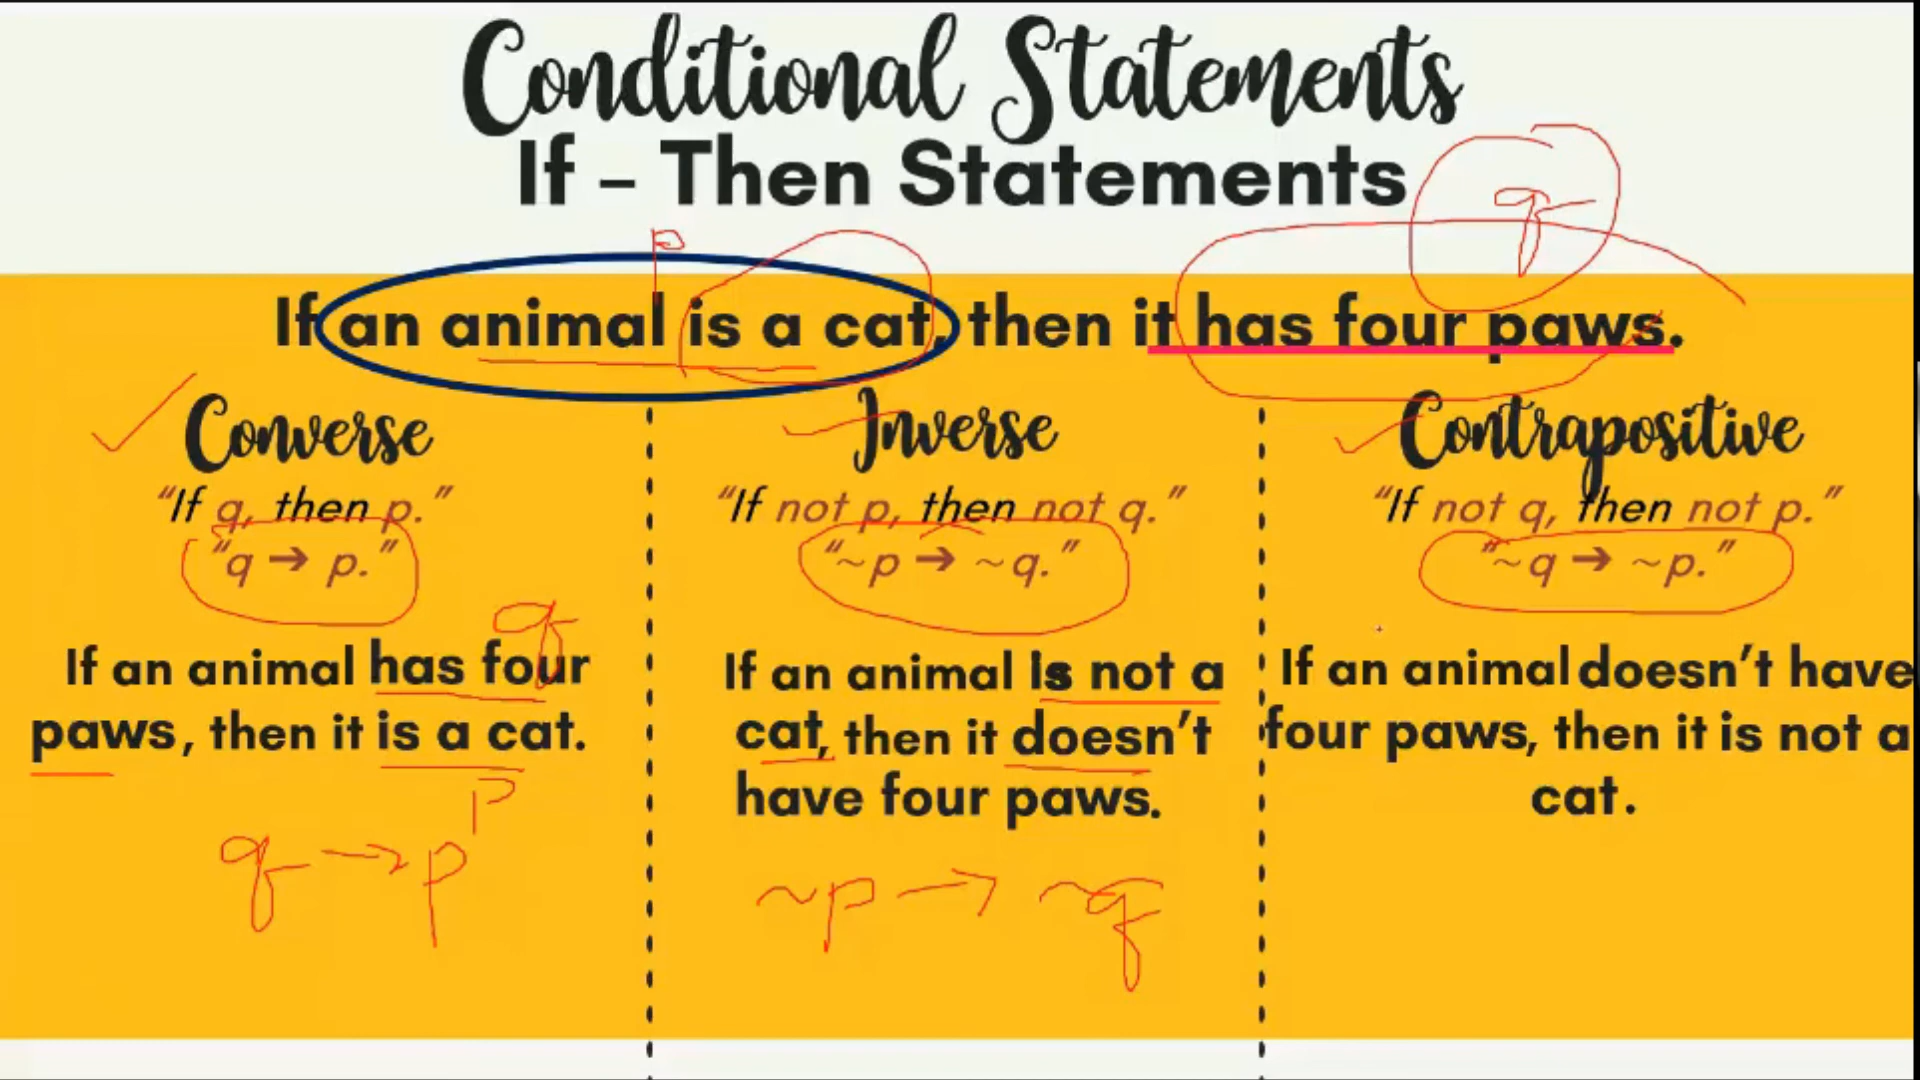 Conditional Statements
If – Then Statements
q
p
If an animal is a cat, then it has four paws.
Converse
"If q, then p."
"q → p."
q
If an animal has four
paws, then it is a cat.
P
q → p
Inverse
"If not p, then not q."
"~p → ~q."
If an animal is not a
cat, then it doesn't
have four paws.
~p → ~q
Contrapositive
"If not q, then not p."
"~q → ~p."
If an animal doesn't have
four paws, then it is not a
cat.